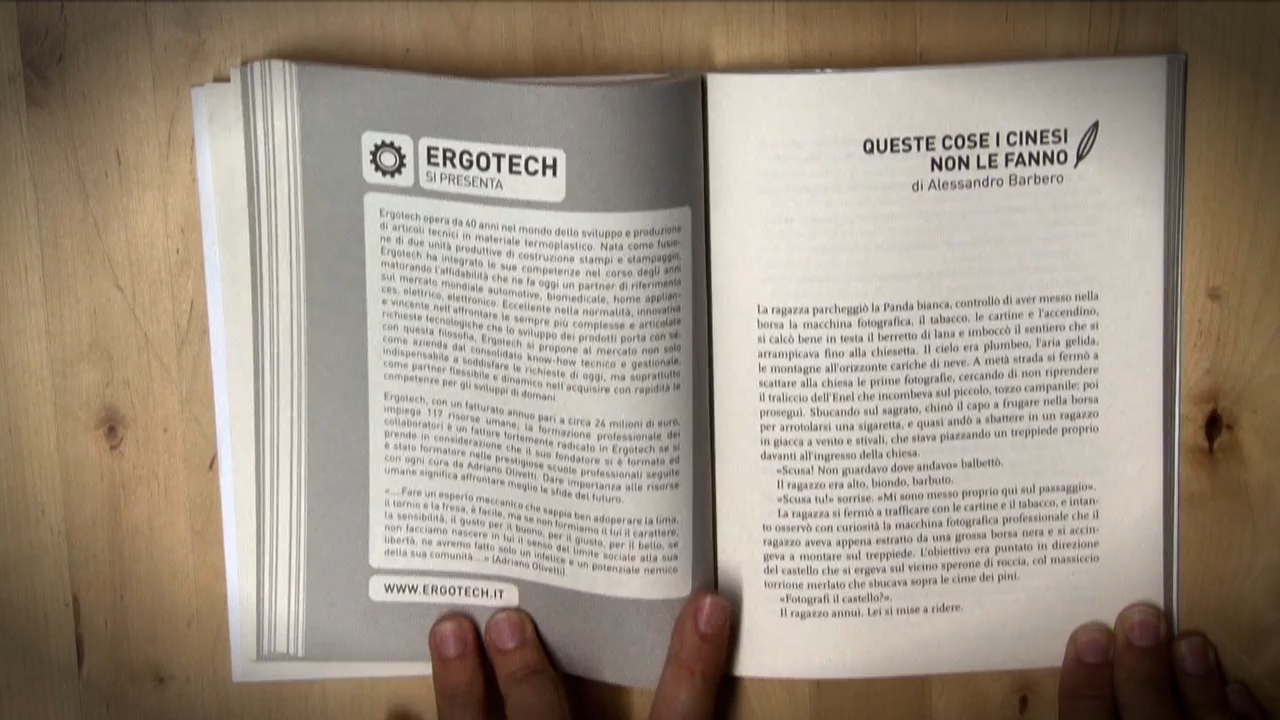 ERGOTECH
SI PRESENTA
Ergotech opera da 40 anni nel mondo dello sviluppo e produzione
di articoli tecnici in materiale termoplastico. Nata come fusio-
ne di due unità produttive di costruzione stampi e stampaggio,
Ergotech ha integrato le sue competenze nel corso degli anni
maturando l'affidabilità che ne fa oggi un partner di riferimento
sul mercato mondiale automotive, biomedicale, home applian-
ces, elettrico, elettronico. Eccellente nella normalità, innovativa
e vincente nell'affrontare le sempre più complesse e articolate
richieste tecnologiche che lo sviluppo dei prodotti porta con sé,
con questa filosofia, Ergotech si propone al mercato non solo
come azienda dal consolidato know-how tecnico e gestionale,
indispensabile a soddisfare le richieste di oggi, ma soprattutto
come partner flessibile e dinamico nell'acquisire con rapidità le
competenze per gli sviluppi di domani.
Ergotech, con un fatturato annuo pari a circa 24 milioni di euro,
impiega 117 risorse umane; la formazione professionale dei
collaboratori è un fattore fortemente radicato in Ergotech se si
prende in considerazione che il suo fondatore si è formato ed
è stato formatore nelle prestigiose scuole professionali seguite
con ogni cura da Adriano Olivetti. Dare importanza alle risorse
umane significa affrontare meglio le sfide del futuro.
«...Fare un esperto meccanico che sappia ben adoperare la lima,
il tornio e la fresa, è facile, ma se non formiamo il lui il carattere,
la sensibilità, il gusto per il buono, per il giusto, per il bello, se
non facciamo nascere in lui il senso del limite sociale alla sua
libertà, ne avremo fatto solo un infelice e un potenziale nemico
della sua comunità...» (Adriano Olivetti)
WWW.ERGOTECH.IT
QUESTE COSE I CINESI
NON LE FANNO
di Alessandro Barbero
La ragazza parcheggiò la Panda bianca, controllò di aver messo nella
borsa la macchina fotografica, il tabacco, le cartine e l'accendino,
si calcò bene in testa il berretto di lana e imboccò il sentiero che si
arrampicava fino alla chiesetta. Il cielo era plumbeo, l'aria gelida,
le montagne all'orizzonte cariche di neve. A metà strada si fermò a
scattare alla chiesa le prime fotografie, cercando di non riprendere
il traliccio dell'Enel che incombeva sul piccolo, tozzo campanile; poi
proseguì. Sbucando sul sagrato, chinò il capo a frugare nella borsa
per arrotolarsi una sigaretta, e quasi andò a sbattere in un ragazzo
in giacca a vento e stivali, che stava piazzando un treppiede proprio
davanti all'ingresso della chiesa.
«Scusa! Non guardavo dove andavo» balbettò.
Il ragazzo era alto, biondo, barbuto.
«Scusa tu!» sorrise. «Mi sono messo proprio qui sul passaggio».
La ragazza si fermò a trafficare con le cartine e il tabacco, e intan-
to osservò con curiosità la macchina fotografica professionale che il
ragazzo aveva appena estratto da una grossa borsa nera e si accin-
geva a montare sul treppiede. L'obiettivo era puntato in direzione
del castello che si ergeva sul vicino sperone di roccia, col massiccio
torrione merlato che sbucava sopra le cime dei pini.
«Fotografi il castello?».
Il ragazzo annuì. Lei si mise a ridere.